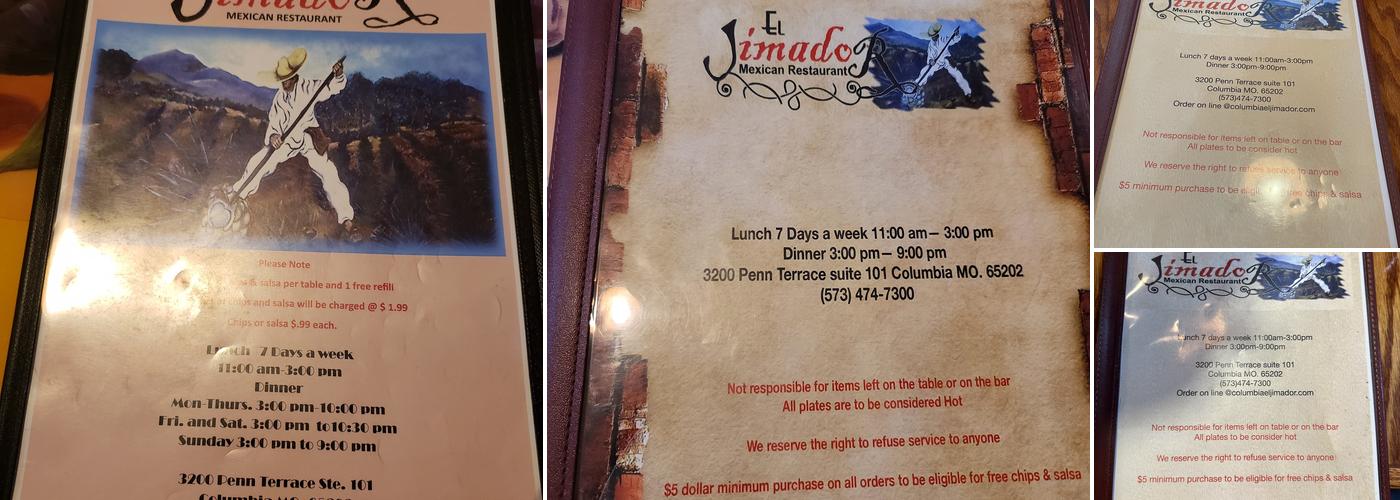 JimadoR
MEXICAN RESTAURANT
Please Note
& salsa per table and 1 free refill
of chips and salsa will be charged @ $ 1.99
Chips or salsa $.99 each.
Lunch 7 Days a week
11:00 am-3:00 pm
Dinner
Mon-Thurs. 3:00 pm-10:00 pm
Fri. and Sat. 3:00 pm to10:30 pm
Sunday 3:00 pm to 9:00 pm
3200 Penn Terrace Ste. 101
Columbia MO.
EL
JimadoR
Mexican Restaurant
Lunch 7 Days a week 11:00 am– 3:00 pm
Dinner 3:00 pm– 9:00 pm
3200 Penn Terrace suite 101 Columbia MO. 65202
(573) 474-7300
Not responsible for items left on the table or on the bar
All plates are to be considered Hot
We reserve the right to refuse service to anyone
$5 dollar minimum purchase on all orders to be eligible for free chips & salsa
JimadoR
Mexican Restaurant
Lunch 7 days a week 11:00am-3:00pm
Dinner 3:00pm-9:00pm
3200 Penn Terrace suite 101
Columbia MO. 65202
(573)474-7300
Order on line @columbiaeljimador.com
Not responsible for items left on table or on the bar
All plates to be consider hot
We reserve the right to refuse service to anyone
$5 minimum purchase to be eligible for free chips & salsa
EL
JimadoR
Mexican Restaurant
Lunch 7 days a week 11:00am-3:00pm
Dinner 3:00pm-9:00pm
3200 Penn Terrace suite 101
Columbia MO. 65202
(573)474-7300
Order on line @columbiaeljimador.com
Not responsible for items left on table or on the bar
All plates to be consider hot
We reserve the right to refuse service to anyone
$5 minimum purchase to be eligible for free chips & salsa